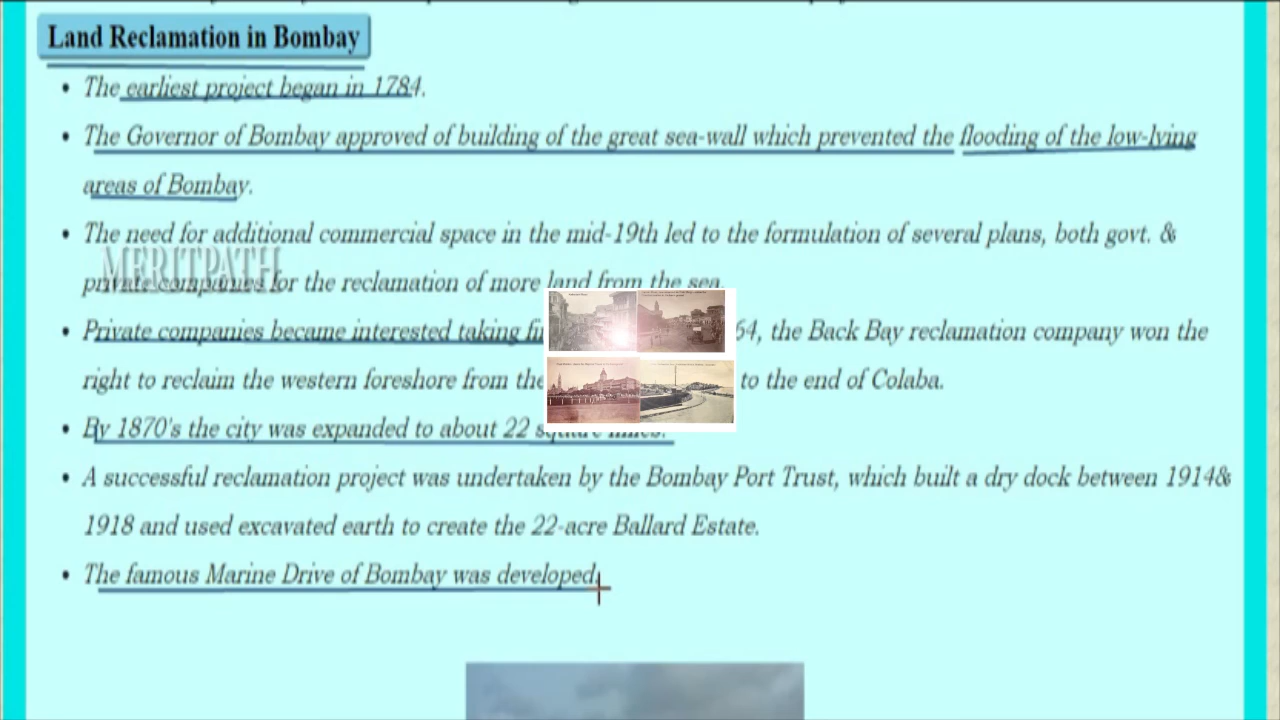 Land Reclamation in Bombay
• The earliest project began in 1784.
• The Governor of Bombay approved of building of the great sea-wall which prevented the flooding of the low-lying
areas of Bombay.
• The need for additional commercial space in the mid-19th led to the formulation of several plans, both govt. &
MERITPATH
private companies for the reclamation of more land from the sea.
• Private companies became interested taking 64, the Back Bay reclamation company won the
right to reclaim the western foreshore from the to the end of Colaba.
• By 1870's the city was expanded to about 22 square miles.
• A successful reclamation project was undertaken by the Bombay Port Trust, which built a dry dock between 1914&
1918 and used excavated earth to create the 22-acre Ballard Estate.
• The famous Marine Drive of Bombay was developed.